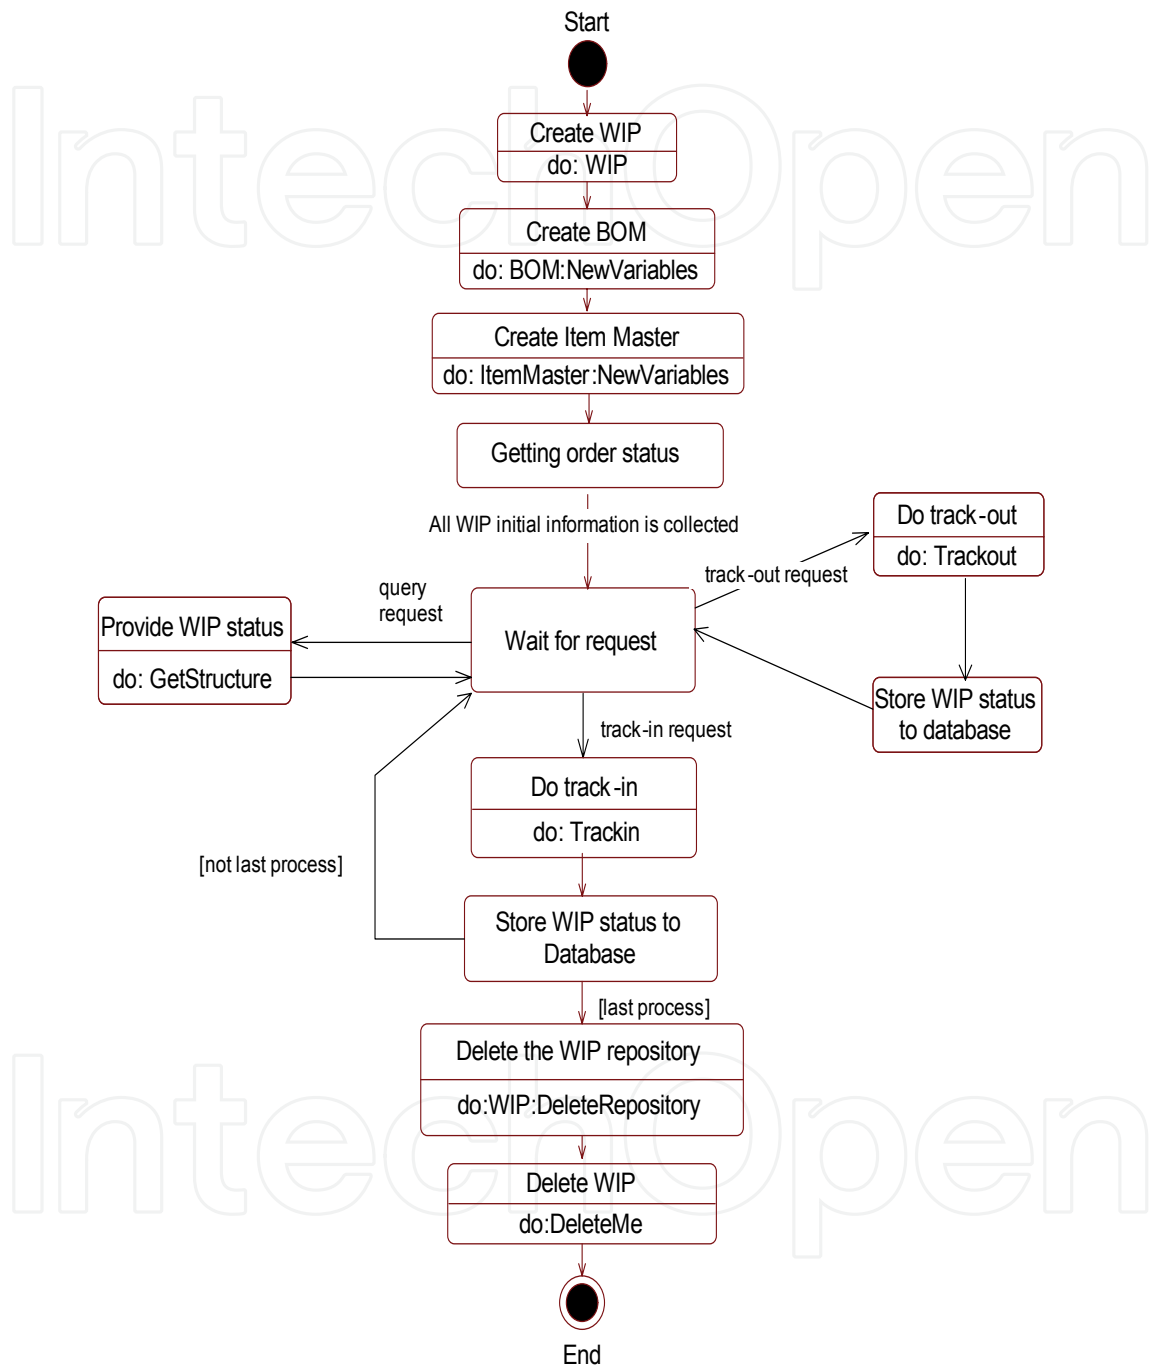 Start
IntechOpen
Create WIP
do: WIP
Create BOM
do: BOM:NewVariables
Create Item Master
do: ItemMaster:NewVariables
Getting order status
All WIP initial information is collected
Do track-out
do: Trackout
track-out request
query
request
Provide WIP status
do: GetStructure
Wait for request
Store WIP status
to database
track-in request
Do track-in
do: Trackin
[not last process]
Store WIP status to
Database
[last process]
Delete the WIP repository
do:WIP:DeleteRepository
IntechOpen
Delete WIP
do:DeleteMe
End